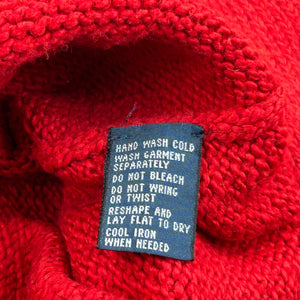 HAND WASH COLD
WASH GARMENT
SEPARATELY
DO NOT BLEACH
DO NOT WRING
OR TWIST
RESHAPE AND
LAY FLAT TO DRY
COOL IRON
WHEN NEEDED